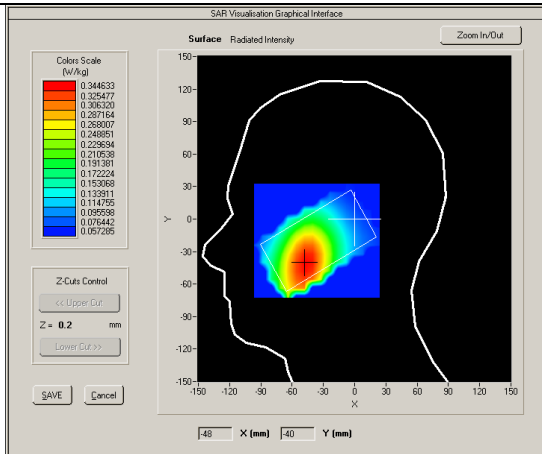 SAR Visualisation Graphical Interface
Surface Radiated Intensity
Zoom In/Out
Colors Scale
(W/kg)
0.344633
0.325477
0.306320
0.287164
0.268007
0.248851
0.229694
0.210538
0.191381
0.172224
0.153068
0.133911
0.114755
0.095598
0.076442
0.057285
Z-Cuts Control
<< Upper Cut
Z = 0.2 mm
Lower Cut >>
SAVE Cancel
150
120
90
60
30
0
-30
-60
-90
-120
-150
Y
-150 -120 -90 -60 -30 0 30 60 90 120 150
X
-48 X (mm) -40 Y (mm)